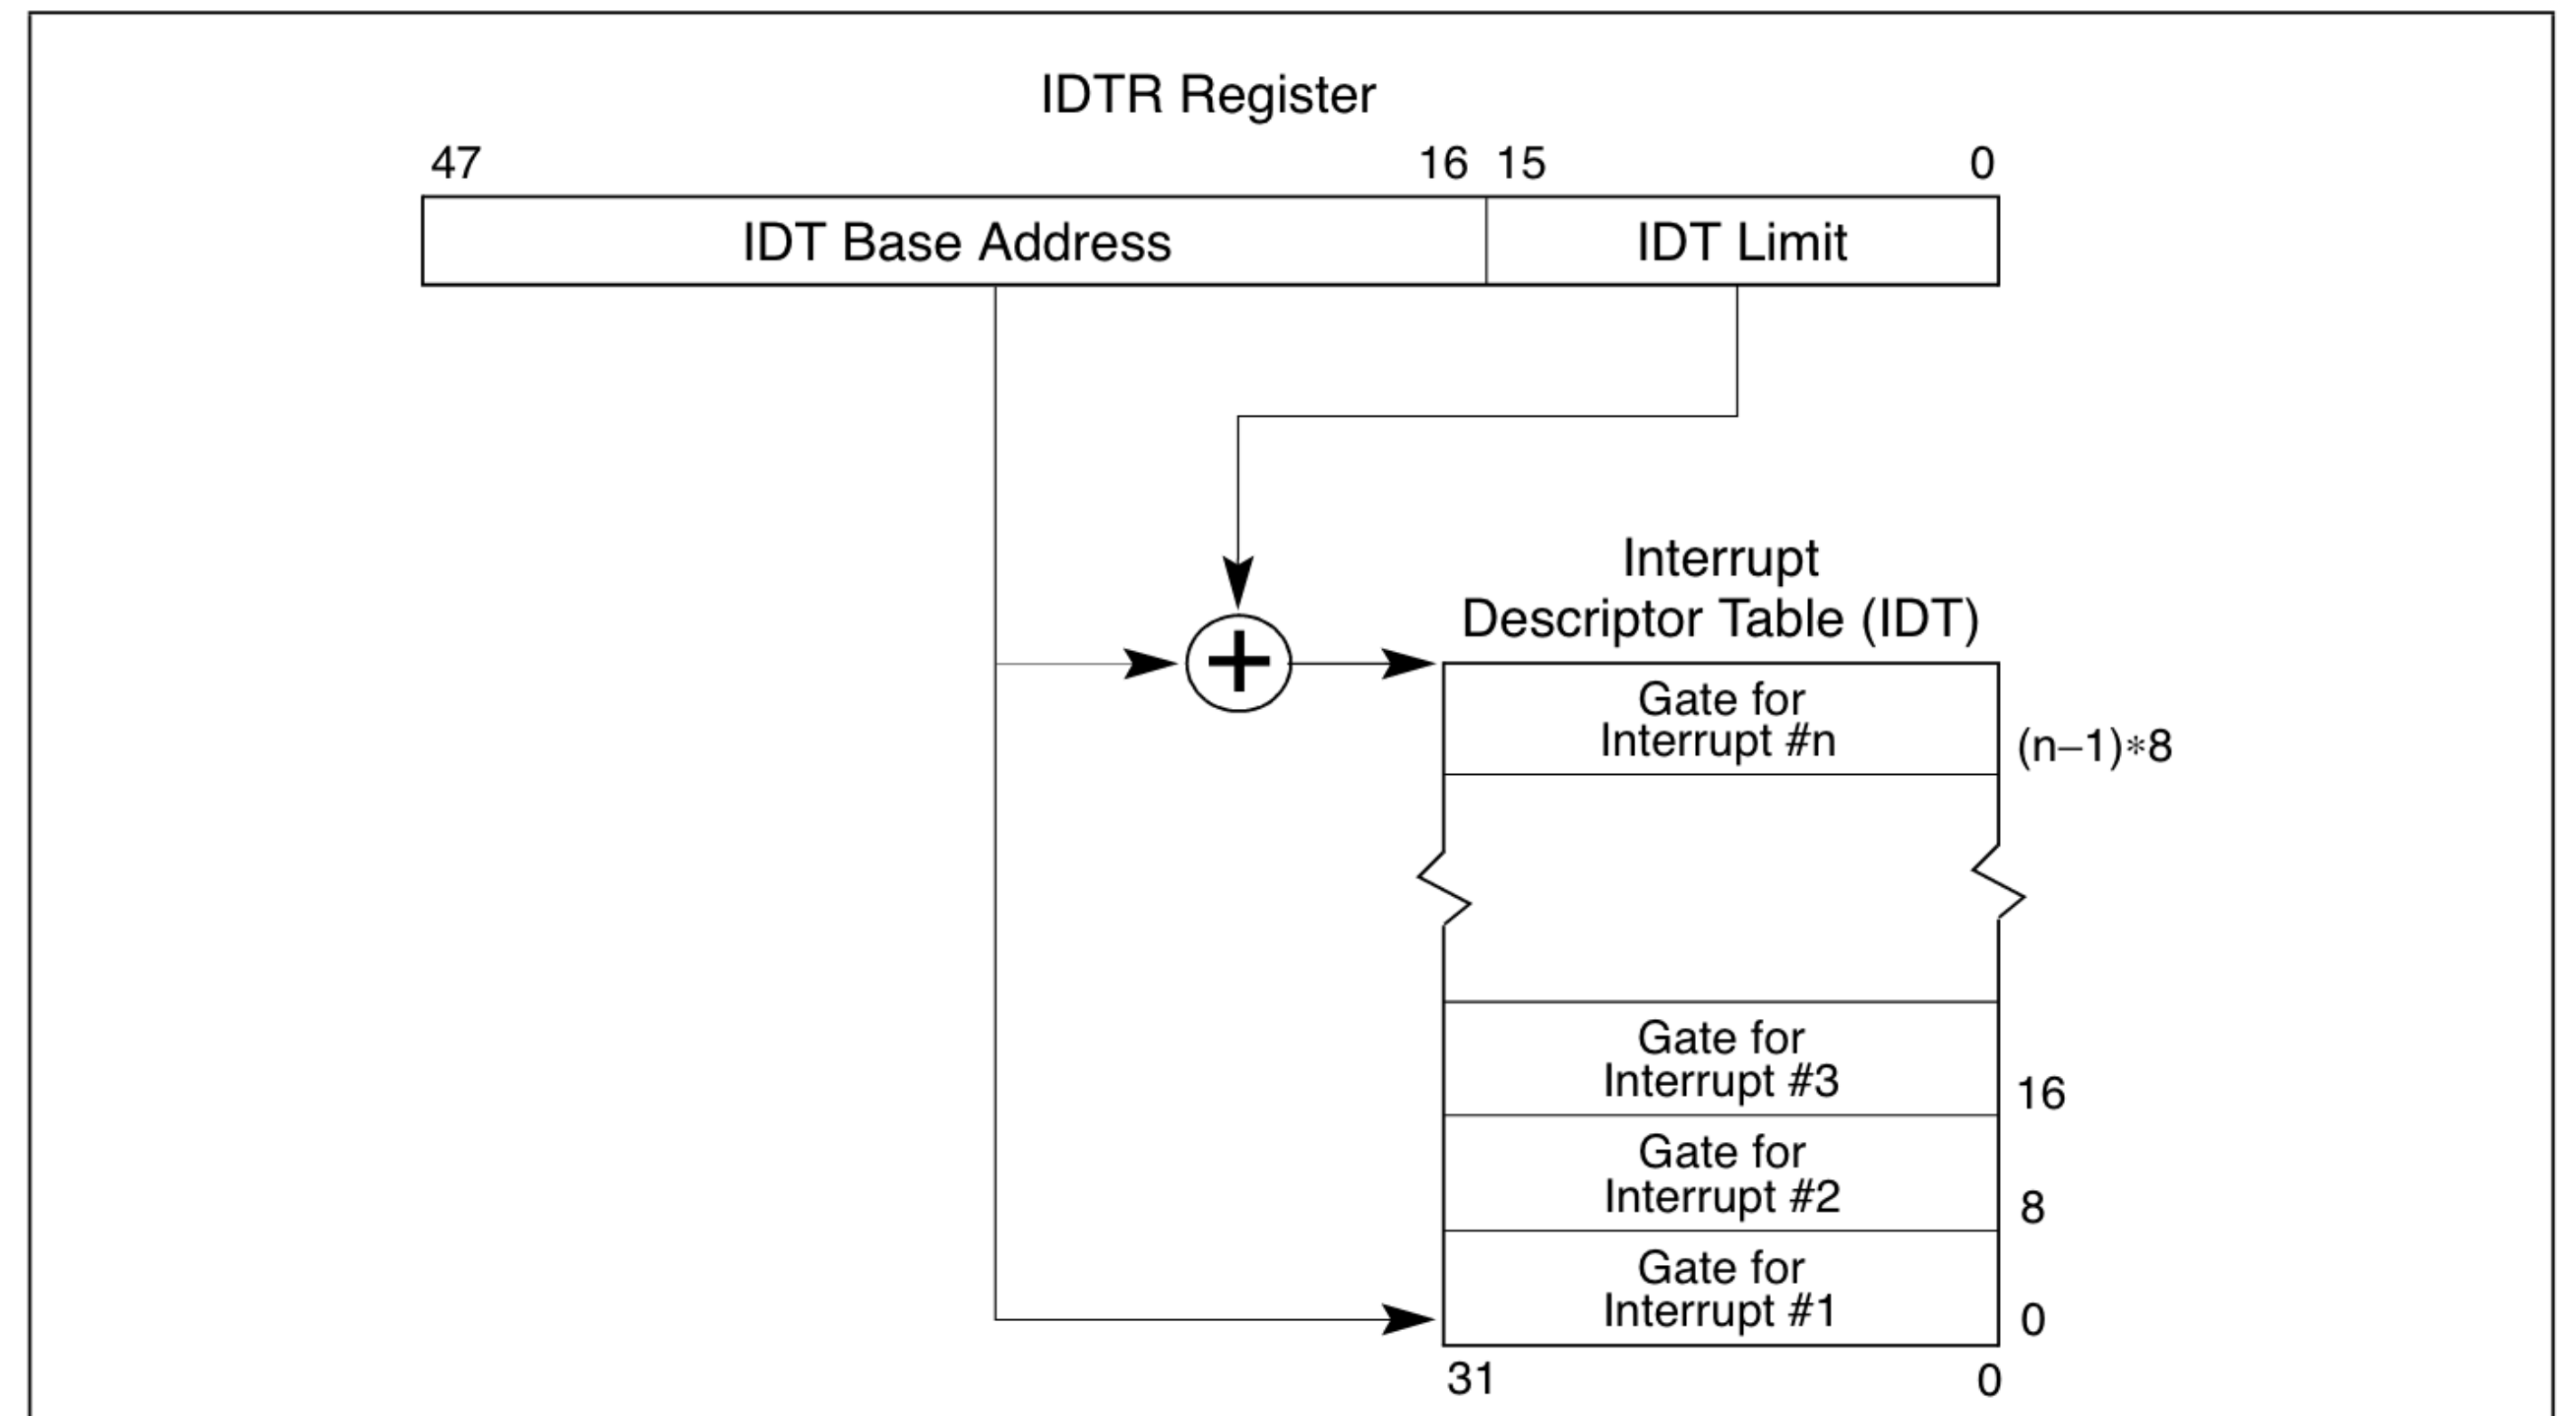 IDTR Register
47 16 15 0
IDT Base Address IDT Limit
Interrupt
Descriptor Table (IDT)
Gate for
Interrupt #n
(n–1)∗8
Gate for
Interrupt #3
16
Gate for
Interrupt #2
8
Gate for
Interrupt #1
0
31 0